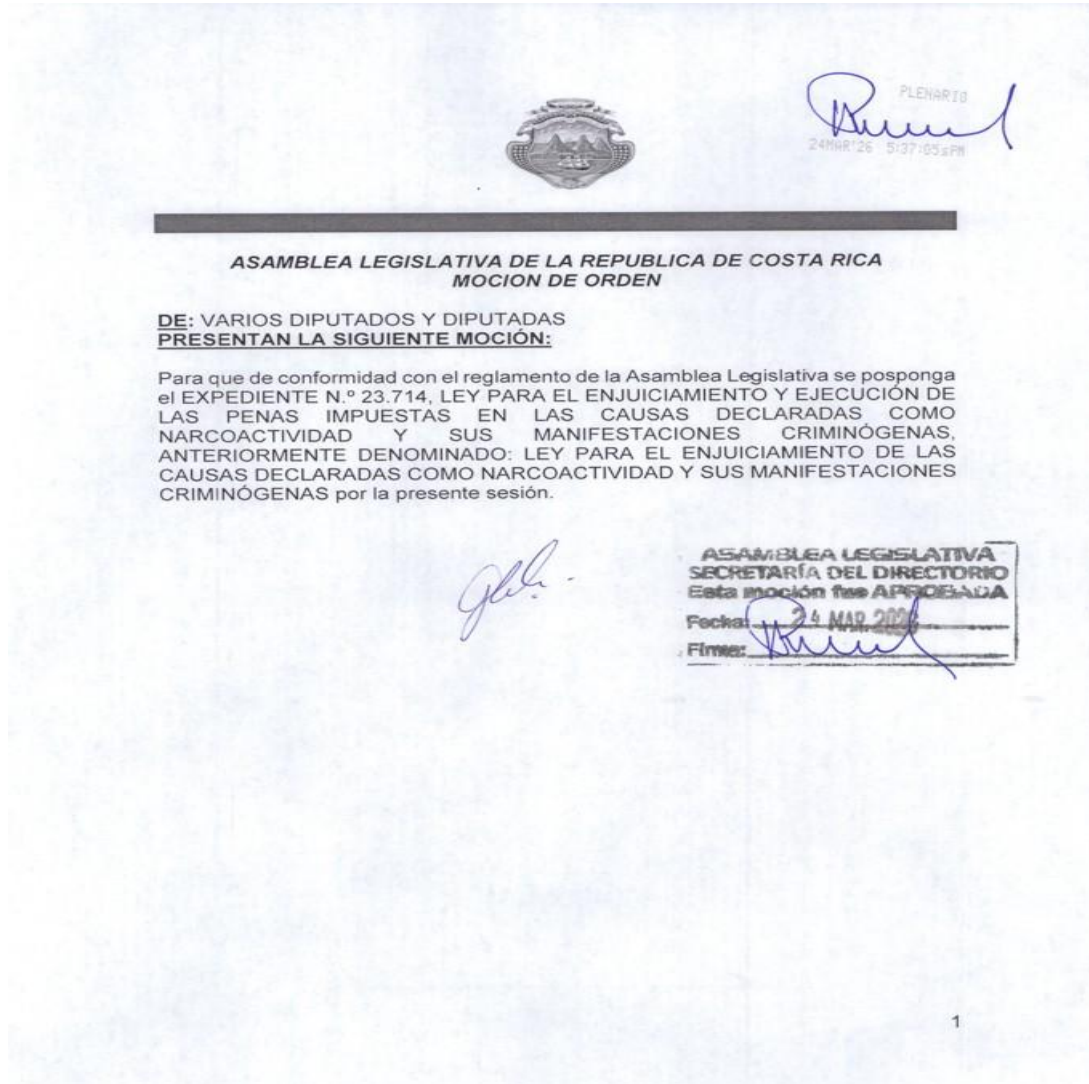 PLENARIO
24MAR'26 5:37:05PM
ASAMBLEA LEGISLATIVA DE LA REPUBLICA DE COSTA RICA
MOCION DE ORDEN
DE: VARIOS DIPUTADOS Y DIPUTADAS
PRESENTAN LA SIGUIENTE MOCIÓN:
Para que de conformidad con el reglamento de la Asamblea Legislativa se posponga
el EXPEDIENTE N.º 23.714, LEY PARA EL ENJUICIAMIENTO Y EJECUCIÓN DE
LAS PENAS IMPUESTAS EN LAS CAUSAS DECLARADAS COMO
NARCOACTIVIDAD Y SUS MANIFESTACIONES CRIMINÓGENAS,
ANTERIORMENTE DENOMINADO: LEY PARA EL ENJUICIAMIENTO DE LAS
CAUSAS DECLARADAS COMO NARCOACTIVIDAD Y SUS MANIFESTACIONES
CRIMINÓGENAS por la presente sesión.
ASAMBLEA LEGISLATIVA
SECRETARÍA DEL DIRECTORIO
Esta moción fue APROBADA
Fecha: 24 MAR
Firma:
1